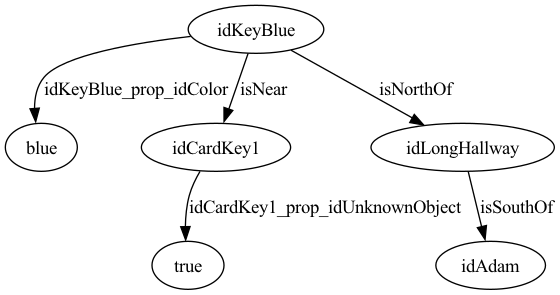 idKeyBlue
idKeyBlue_prop_idColor
isNear
isNorthOf
blue
idCardKey1
idLongHallway
idCardKey1_prop_idUnknownObject
isSouthOf
true
idAdam